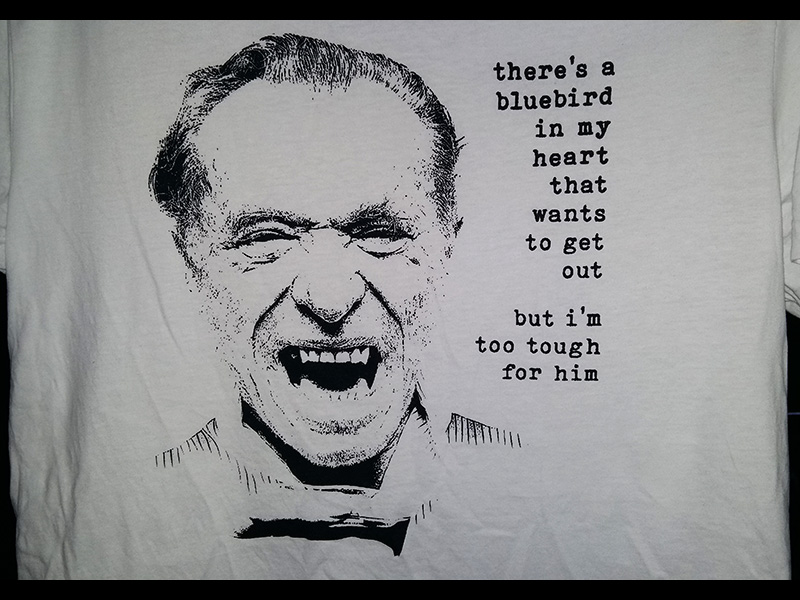 there's a
bluebird
in my
heart
that
wants
to get
out
but i'm
too tough
for him